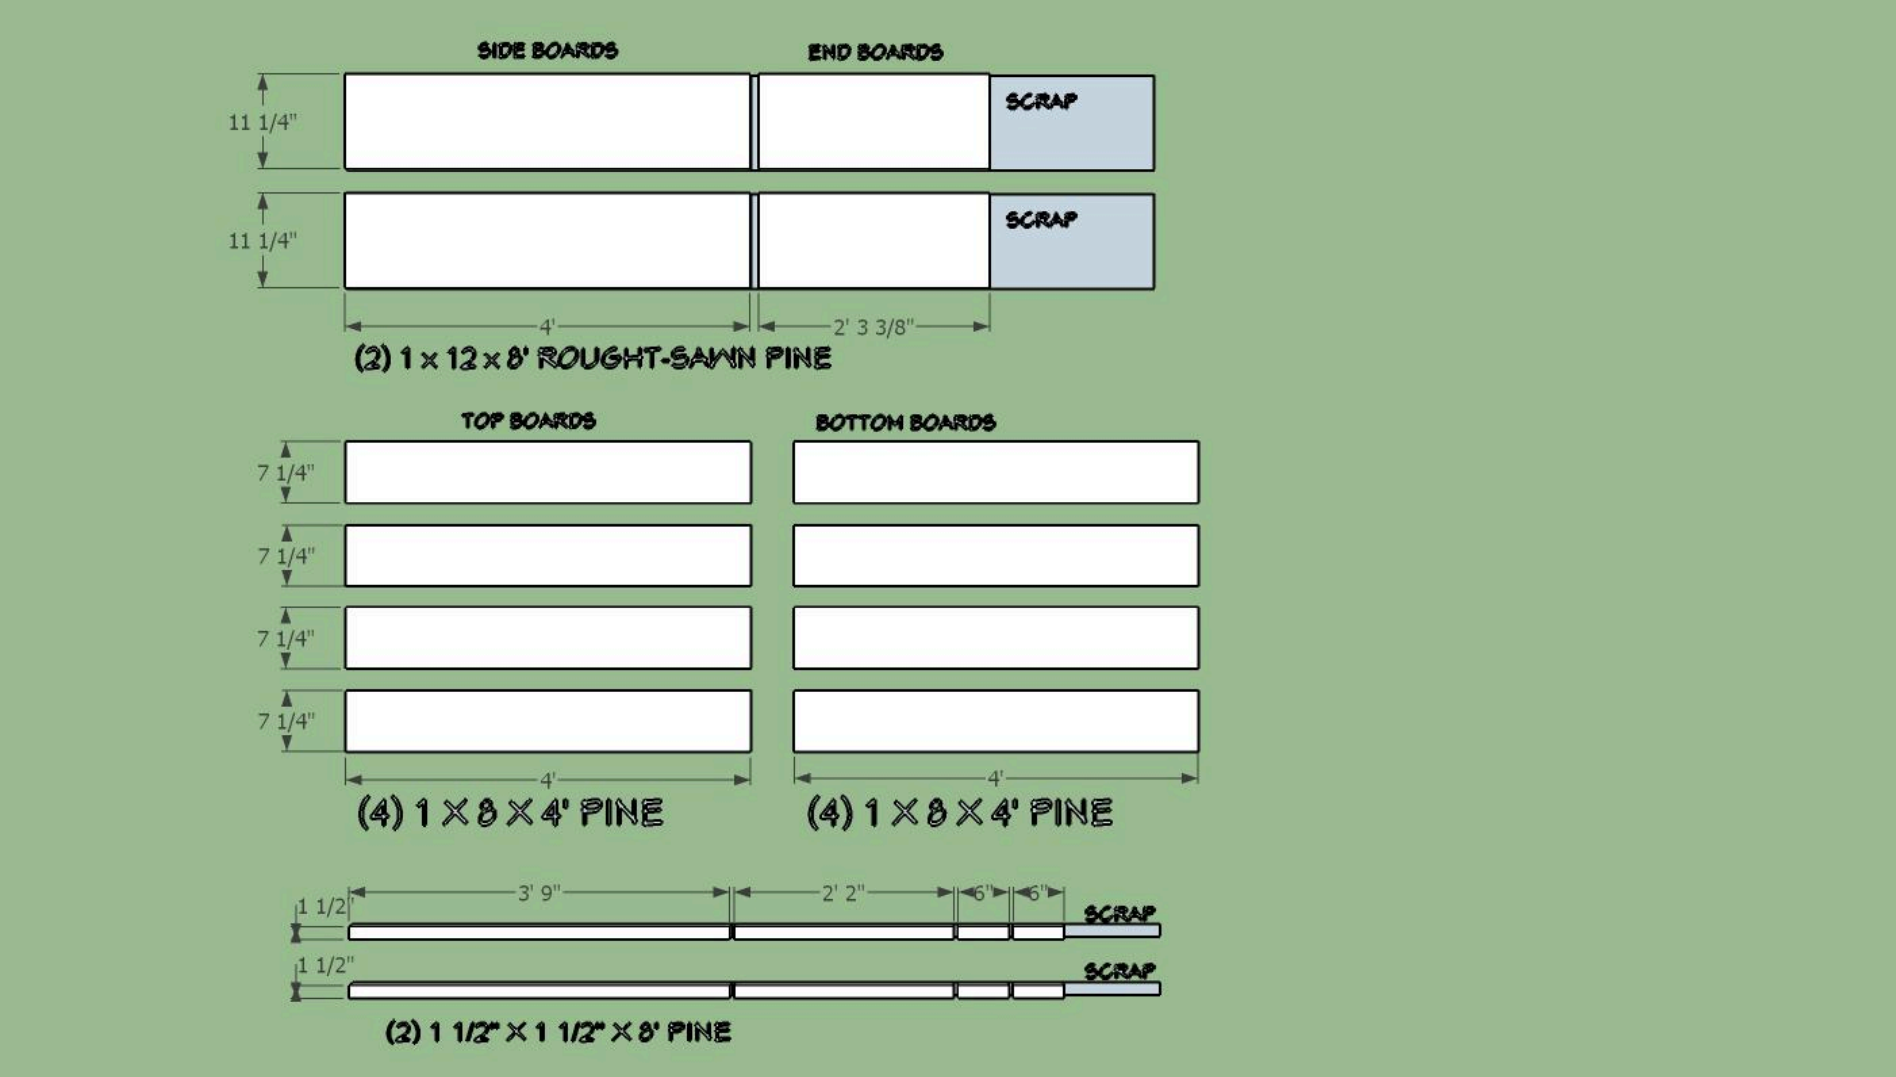 SIDE BOARDS
END BOARDS
SCRAP
11 1/4"
SCRAP
11 1/4"
4'
2' 3 3/8"
(2) 1 x 12 x 8' ROUGHT-SAWN PINE
TOP BOARDS
BOTTOM BOARDS
7 1/4"
7 1/4"
7 1/4"
7 1/4"
4'
4'
(4) 1 X 8 X 4' PINE
(4) 1 X 8 X 4' PINE
3' 9"
2' 2"
6"
6"
1 1/2"
SCRAP
1 1/2"
SCRAP
(2) 1 1/2" X 1 1/2" X 8' PINE